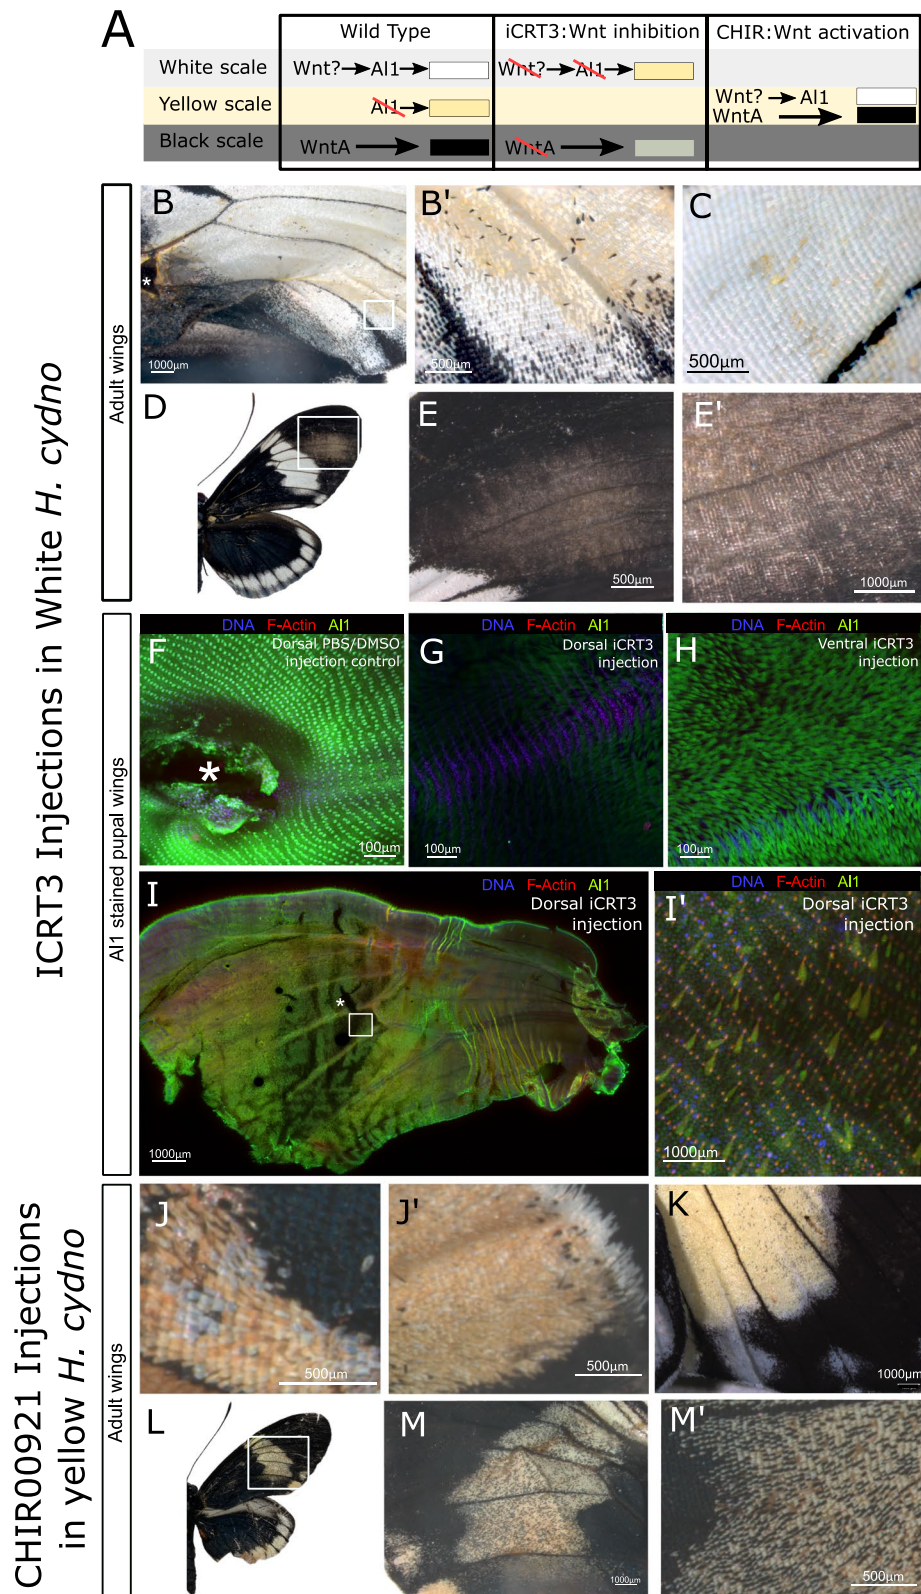 A
Wild Type
iCRT3:Wnt inhibition
CHIR:Wnt activation
White scale
Wnt?
Al1
Wnt?
Al1
Yellow scale
Al1
Wnt?
Al1
WntA
Black scale
WntA
WntA
ICRT3 Injections in White H. cydno
Adult wings
B
*
1000µm
B'
500µm
C
500µm
D
E
500µm
E'
1000µm
Al1 stained pupal wings
DNA F-Actin Al1
F
Dorsal PBS/DMSO
injection control
*
100µm
DNA F-Actin Al1
G
Dorsal iCRT3
injection
100µm
DNA F-Actin Al1
H
Ventral iCRT3
injection
100µm
I
DNA F-Actin Al1
Dorsal iCRT3
injection
*
1000µm
DNA F-Actin Al1
I'
Dorsal iCRT3
injection
1000µm
CHIR00921 Injections
in yellow H. cydno
Adult wings
J
500µm
J'
500µm
K
1000µm
L
M
1000µm
M'
500µm